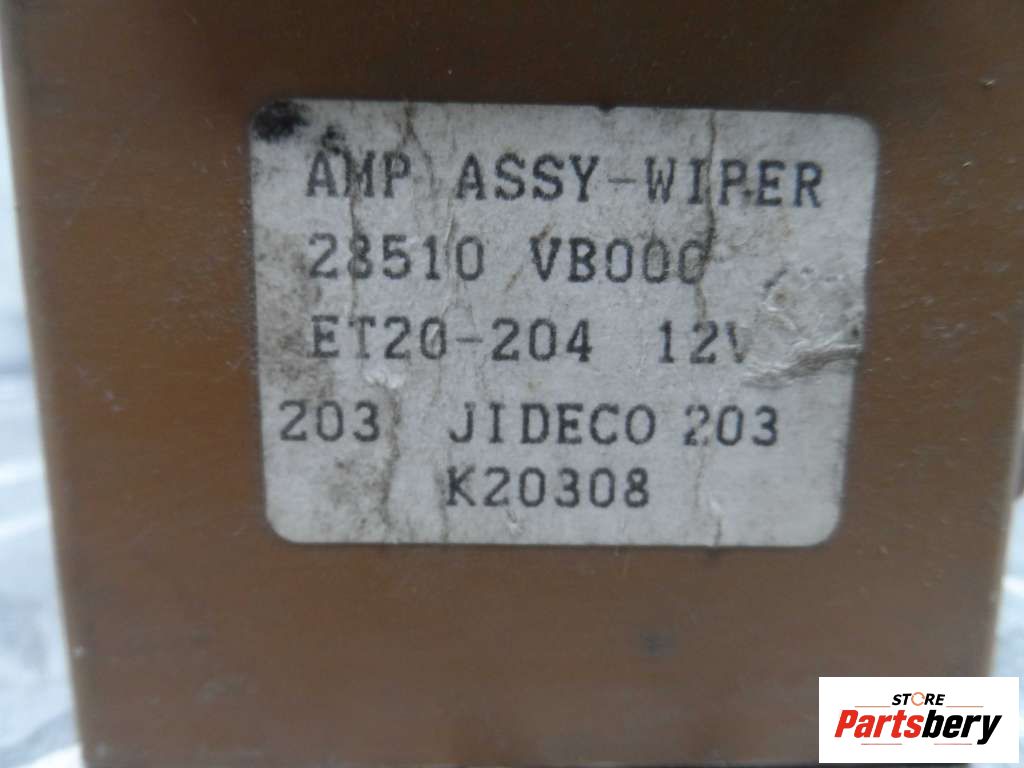 AMP ASSY-WIPER
28510 VB000
ET20-204 12V
203 JIDECO 203
K20308
STORE
Partsbery